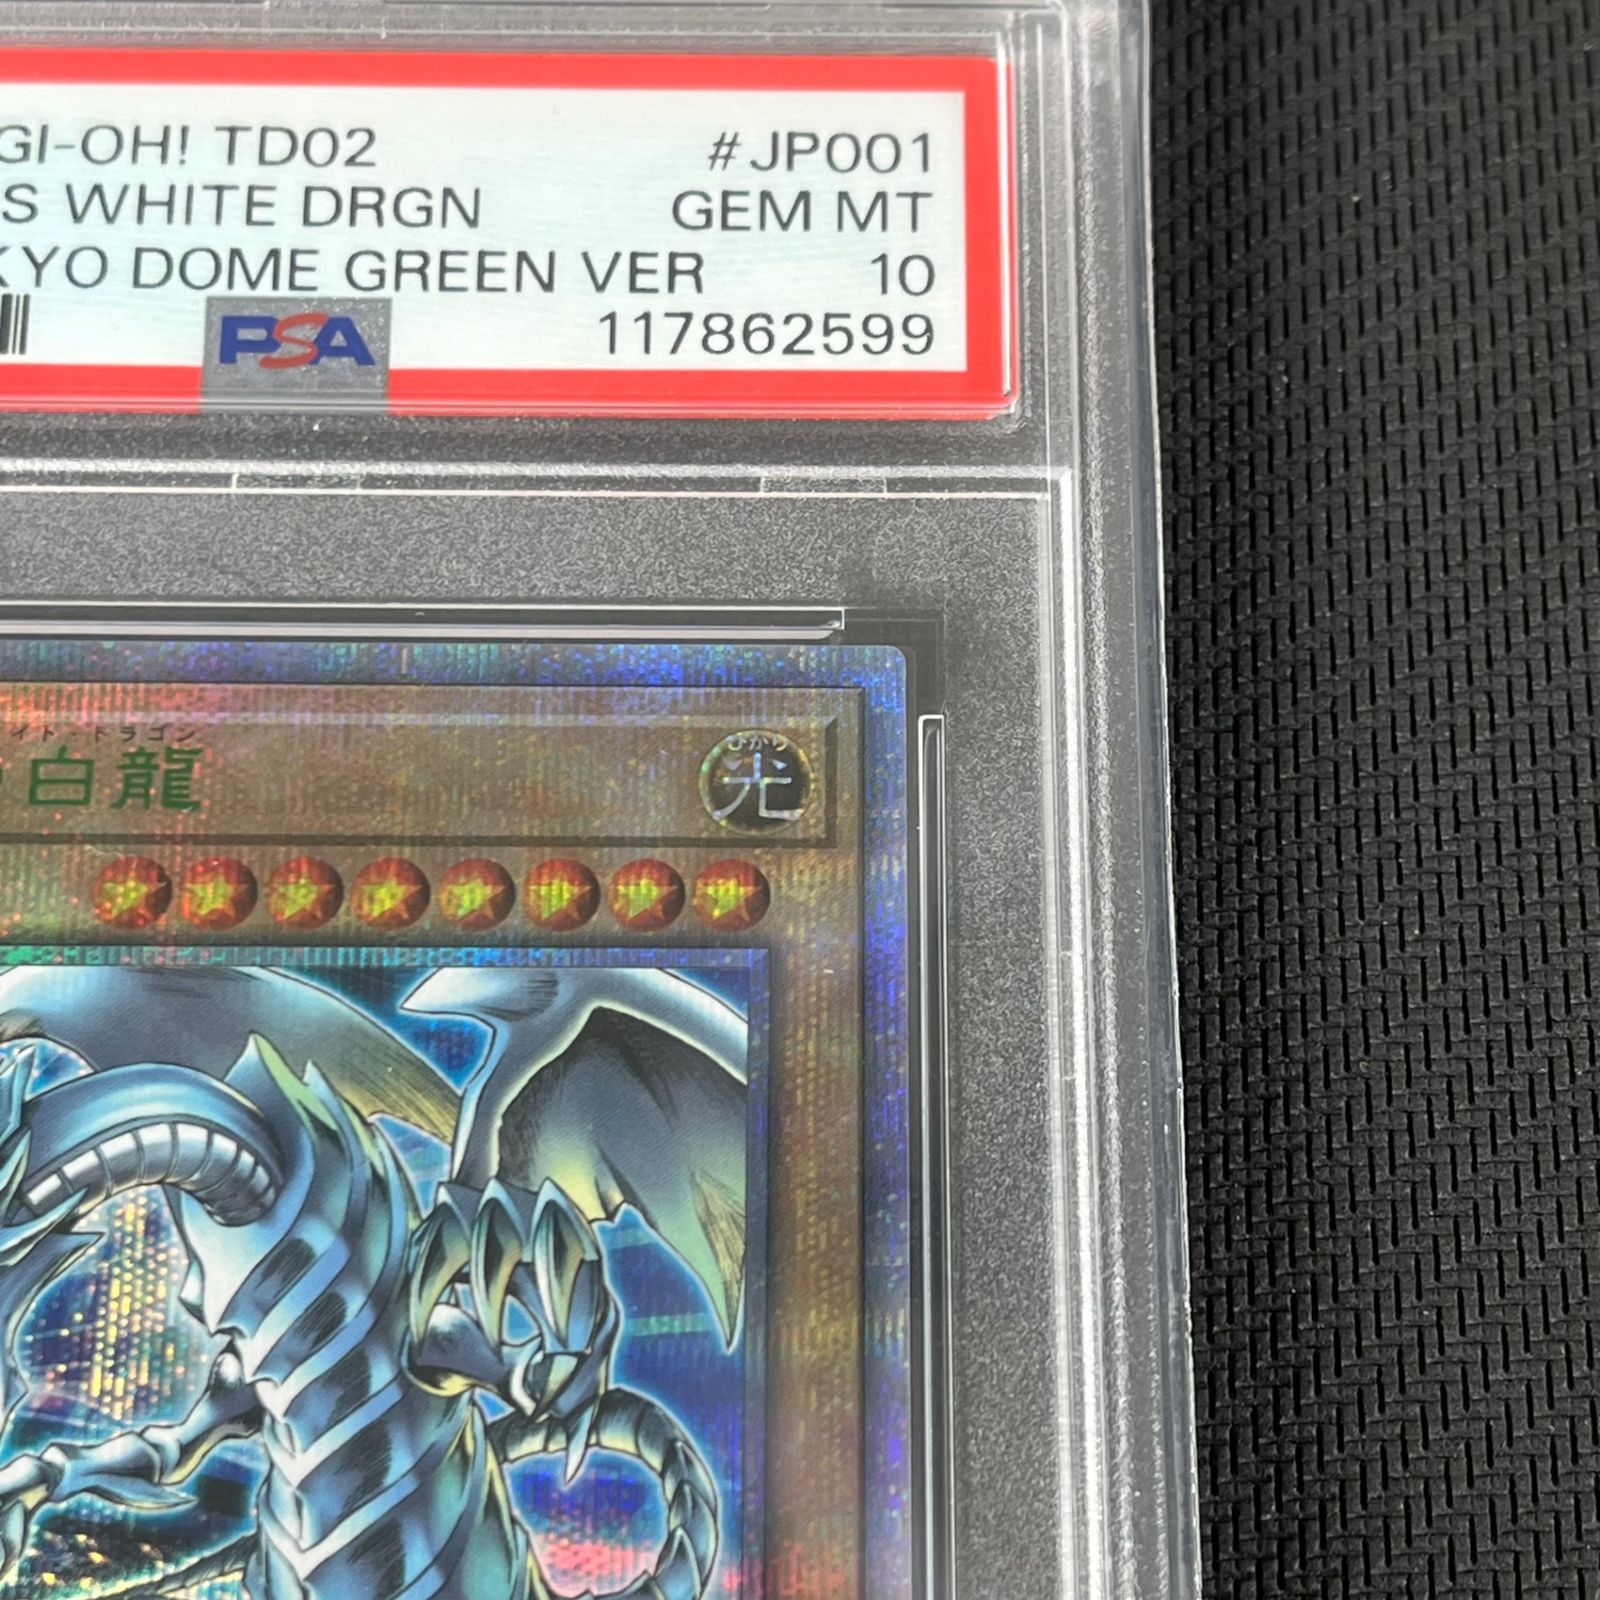 GI-OH! TD02 #JP001
S WHITE DRGN GEM MT
KYO DOME GREEN VER 10
PSA 117862599
イト・ドラゴン
白龍
ひかり
光